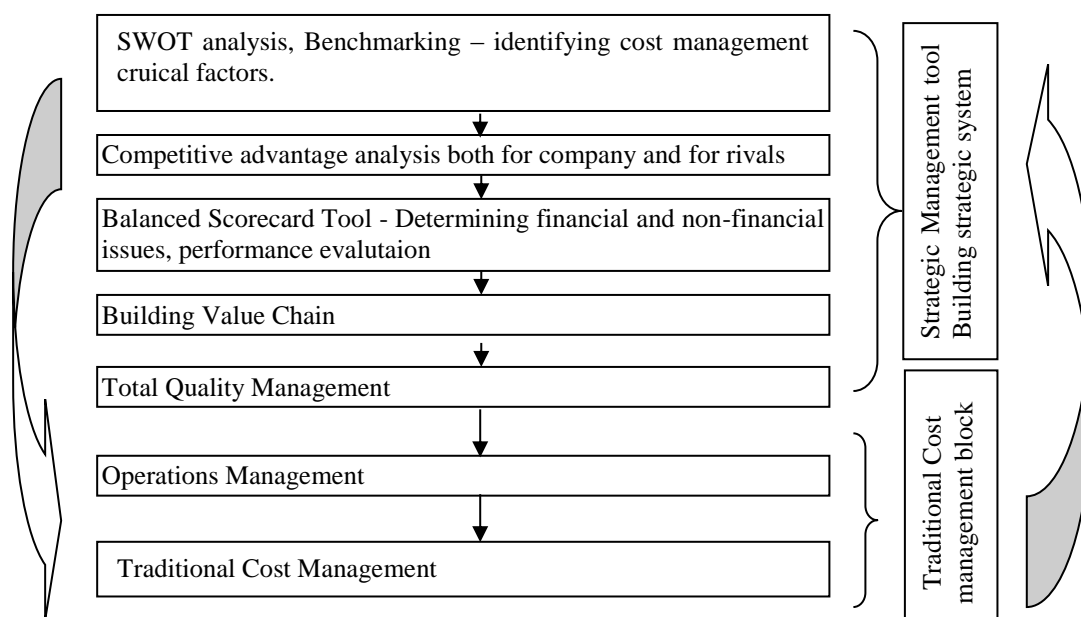 SWOT analysis, Benchmarking – identifying cost management
cruical factors.
Competitive advantage analysis both for company and for rivals
Balanced Scorecard Tool - Determining financial and non-financial
issues, performance evalutaion
Building Value Chain
Total Quality Management
Operations Management
Traditional Cost Management
Strategic Management tool
Building strategic system
Traditional Cost
management block